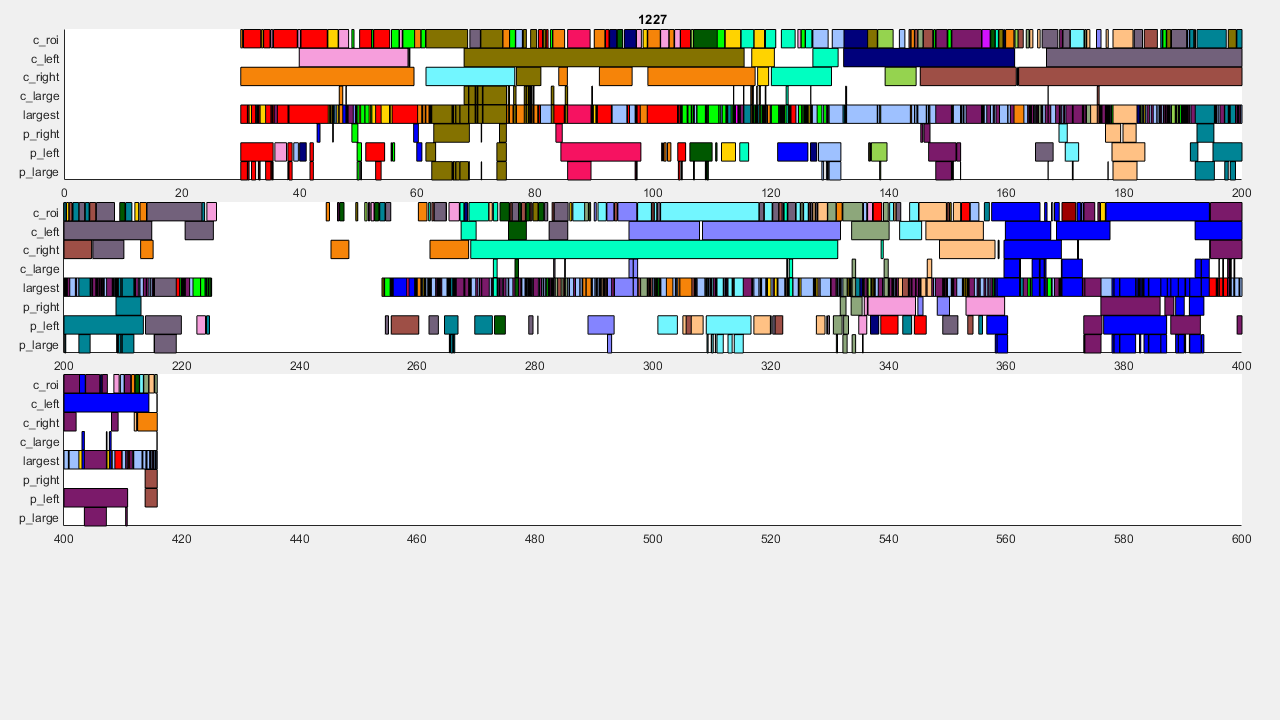 1227
c_roi
c_left
c_right
c_large
largest
p_right
p_left
p_large
0 20 40 60 80 100 120 140 160 180 200
c_roi
c_left
c_right
c_large
largest
p_right
p_left
p_large
200 220 240 260 280 300 320 340 360 380 400
c_roi
c_left
c_right
c_large
largest
p_right
p_left
p_large
400 420 440 460 480 500 520 540 560 580 600